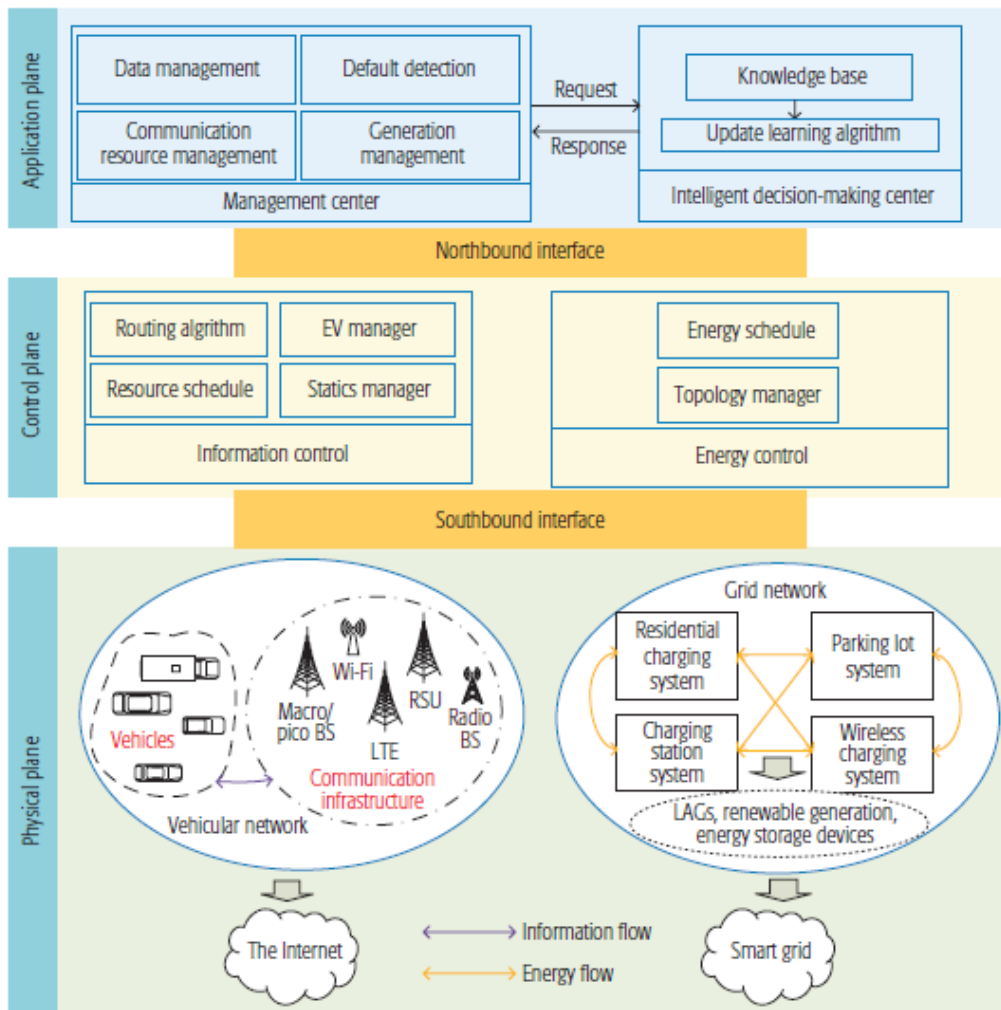 Application plane
Data management
Default detection
Communication
resource management
Generation
management
Management center
Request
Response
Knowledge base
Update learning algorithm
Intelligent decision-making center
Northbound interface
Control plane
Routing algrithm
EV manager
Resource schedule
Statics manager
Information control
Energy schedule
Topology manager
Energy control
Southbound interface
Physical plane
Vehicles
Wi-Fi
Macro/
pico BS
LTE
RSU
Radio
BS
Communication
infrastructure
Vehicular network
Grid network
Residential
charging
system
Parking lot
system
Charging
station
system
Wireless
charging
system
LAGs, renewable generation,
energy storage devices
The Internet
Information flow
Energy flow
Smart grid